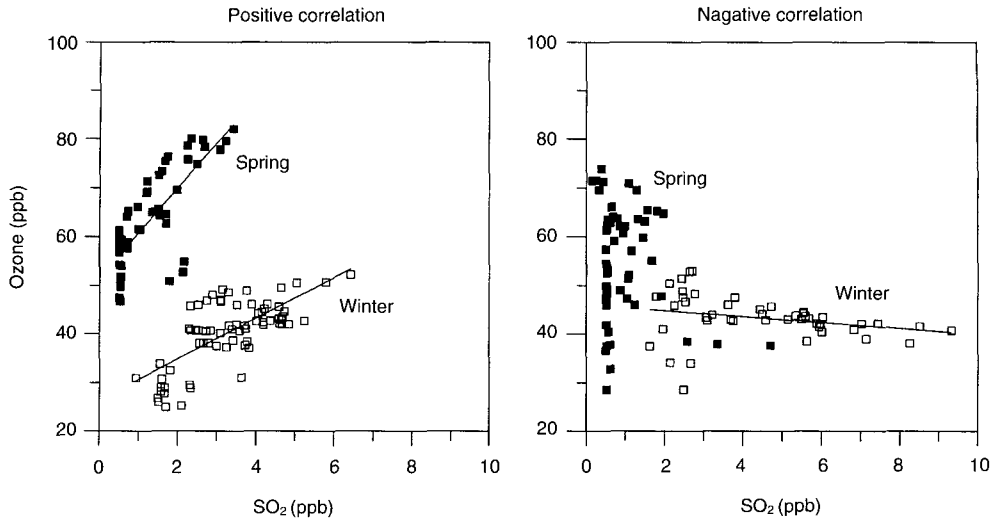 Positive correlation
Nagative correlation
100
80
60
40
20
0
2
4
6
8
10
Ozone (ppb)
SO₂ (ppb)
Spring
Winter
100
80
60
40
20
0
2
4
6
8
10
SO₂ (ppb)
Spring
Winter